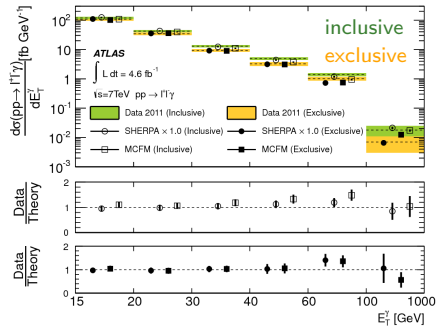 dσ(pp→ l⁺l⁻γ)
dE_T^γ [fb GeV⁻¹]
10²
10
1
10⁻¹
10⁻²
10⁻³
inclusive
exclusive
ATLAS
∫ L dt = 4.6 fb⁻¹
√s=7TeV pp→ l⁺l⁻γ
Data 2011 (Inclusive) Data 2011 (Exclusive)
SHERPA × 1.0 (Inclusive) SHERPA × 1.0 (Exclusive)
MCFM (Inclusive) MCFM (Exclusive)
Data
Theory
2
1
0
Data
Theory
2
1
0
15 20 30 40 60 100 1000
E_T^γ [GeV]